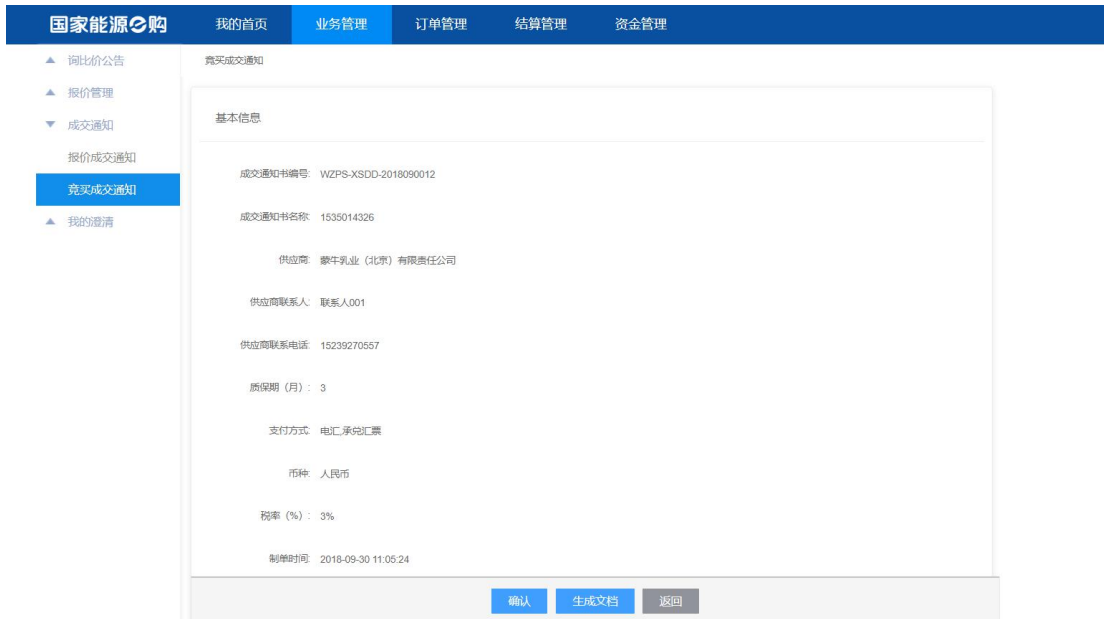 国家能源e购 我的首页 业务管理 订单管理 结算管理 资金管理
询比价公告
报价管理
成交通知
报价成交通知
竞买成交通知
我的澄清
竞买成交通知
基本信息
成交通知书编号: WZPS-XSDD-2018090012
成交通知书名称: 1535014326
供应商: 蒙牛乳业（北京）有限责任公司
供应商联系人: 联系人001
供应商联系电话: 15239270557
质保期（月）: 3
支付方式: 电汇,承兑汇票
币种: 人民币
税率（%）: 3%
制单时间: 2018-09-30 11:05:24
确认 生成文档 返回